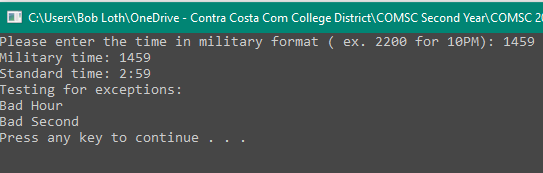 C:\Users\Bob Loth\OneDrive - Contra Costa Com College District\COMSC Second Year\COMSC 20
Please enter the time in military format ( ex. 2200 for 10PM): 1459
Military time: 1459
Standard time: 2:59
Testing for exceptions:
Bad Hour
Bad Second
Press any key to continue . . .